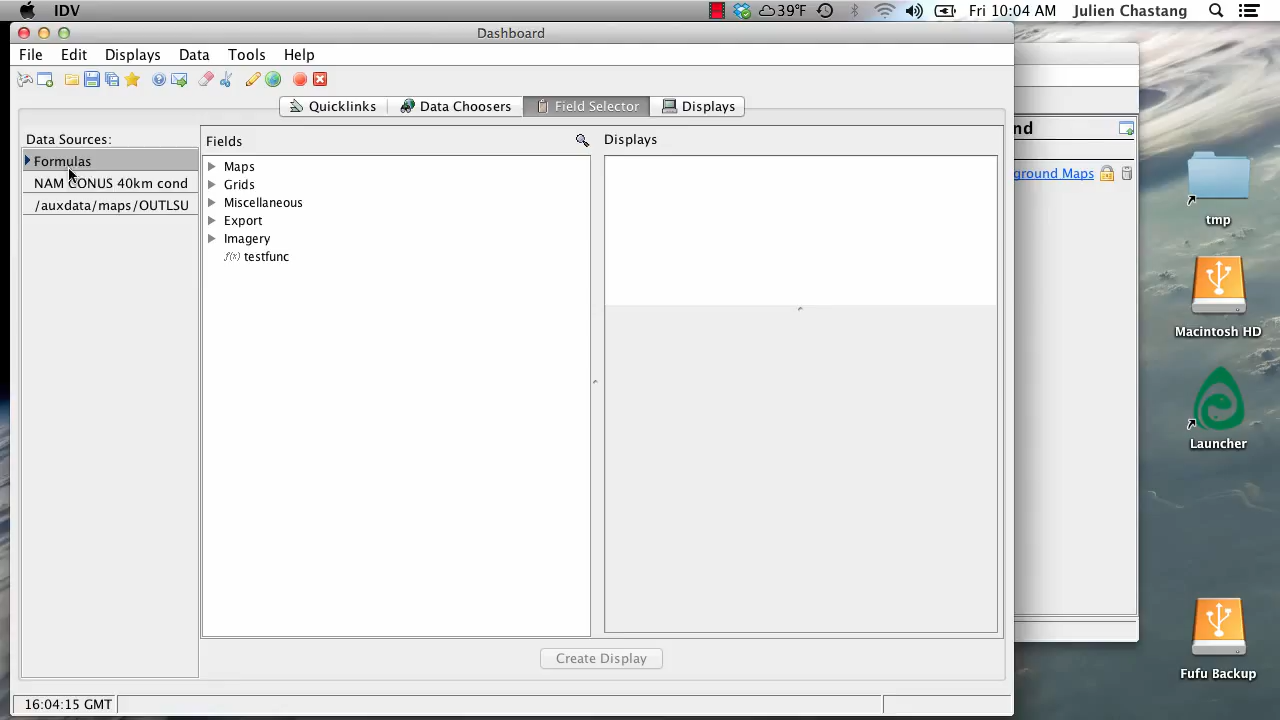 IDV
39°F
Fri 10:04 AM
Julien Chastang
Dashboard
File Edit Displays Data Tools Help
Quicklinks Data Choosers Field Selector Displays
Data Sources:
Formulas
NAM CONUS 40km cond
/auxdata/maps/OUTLSU
Fields
Maps
Grids
Miscellaneous
Export
Imagery
f(x) testfunc
Displays
Create Display
16:04:15 GMT
nd
ground Maps
tmp
Macintosh HD
Launcher
Fufu Backup